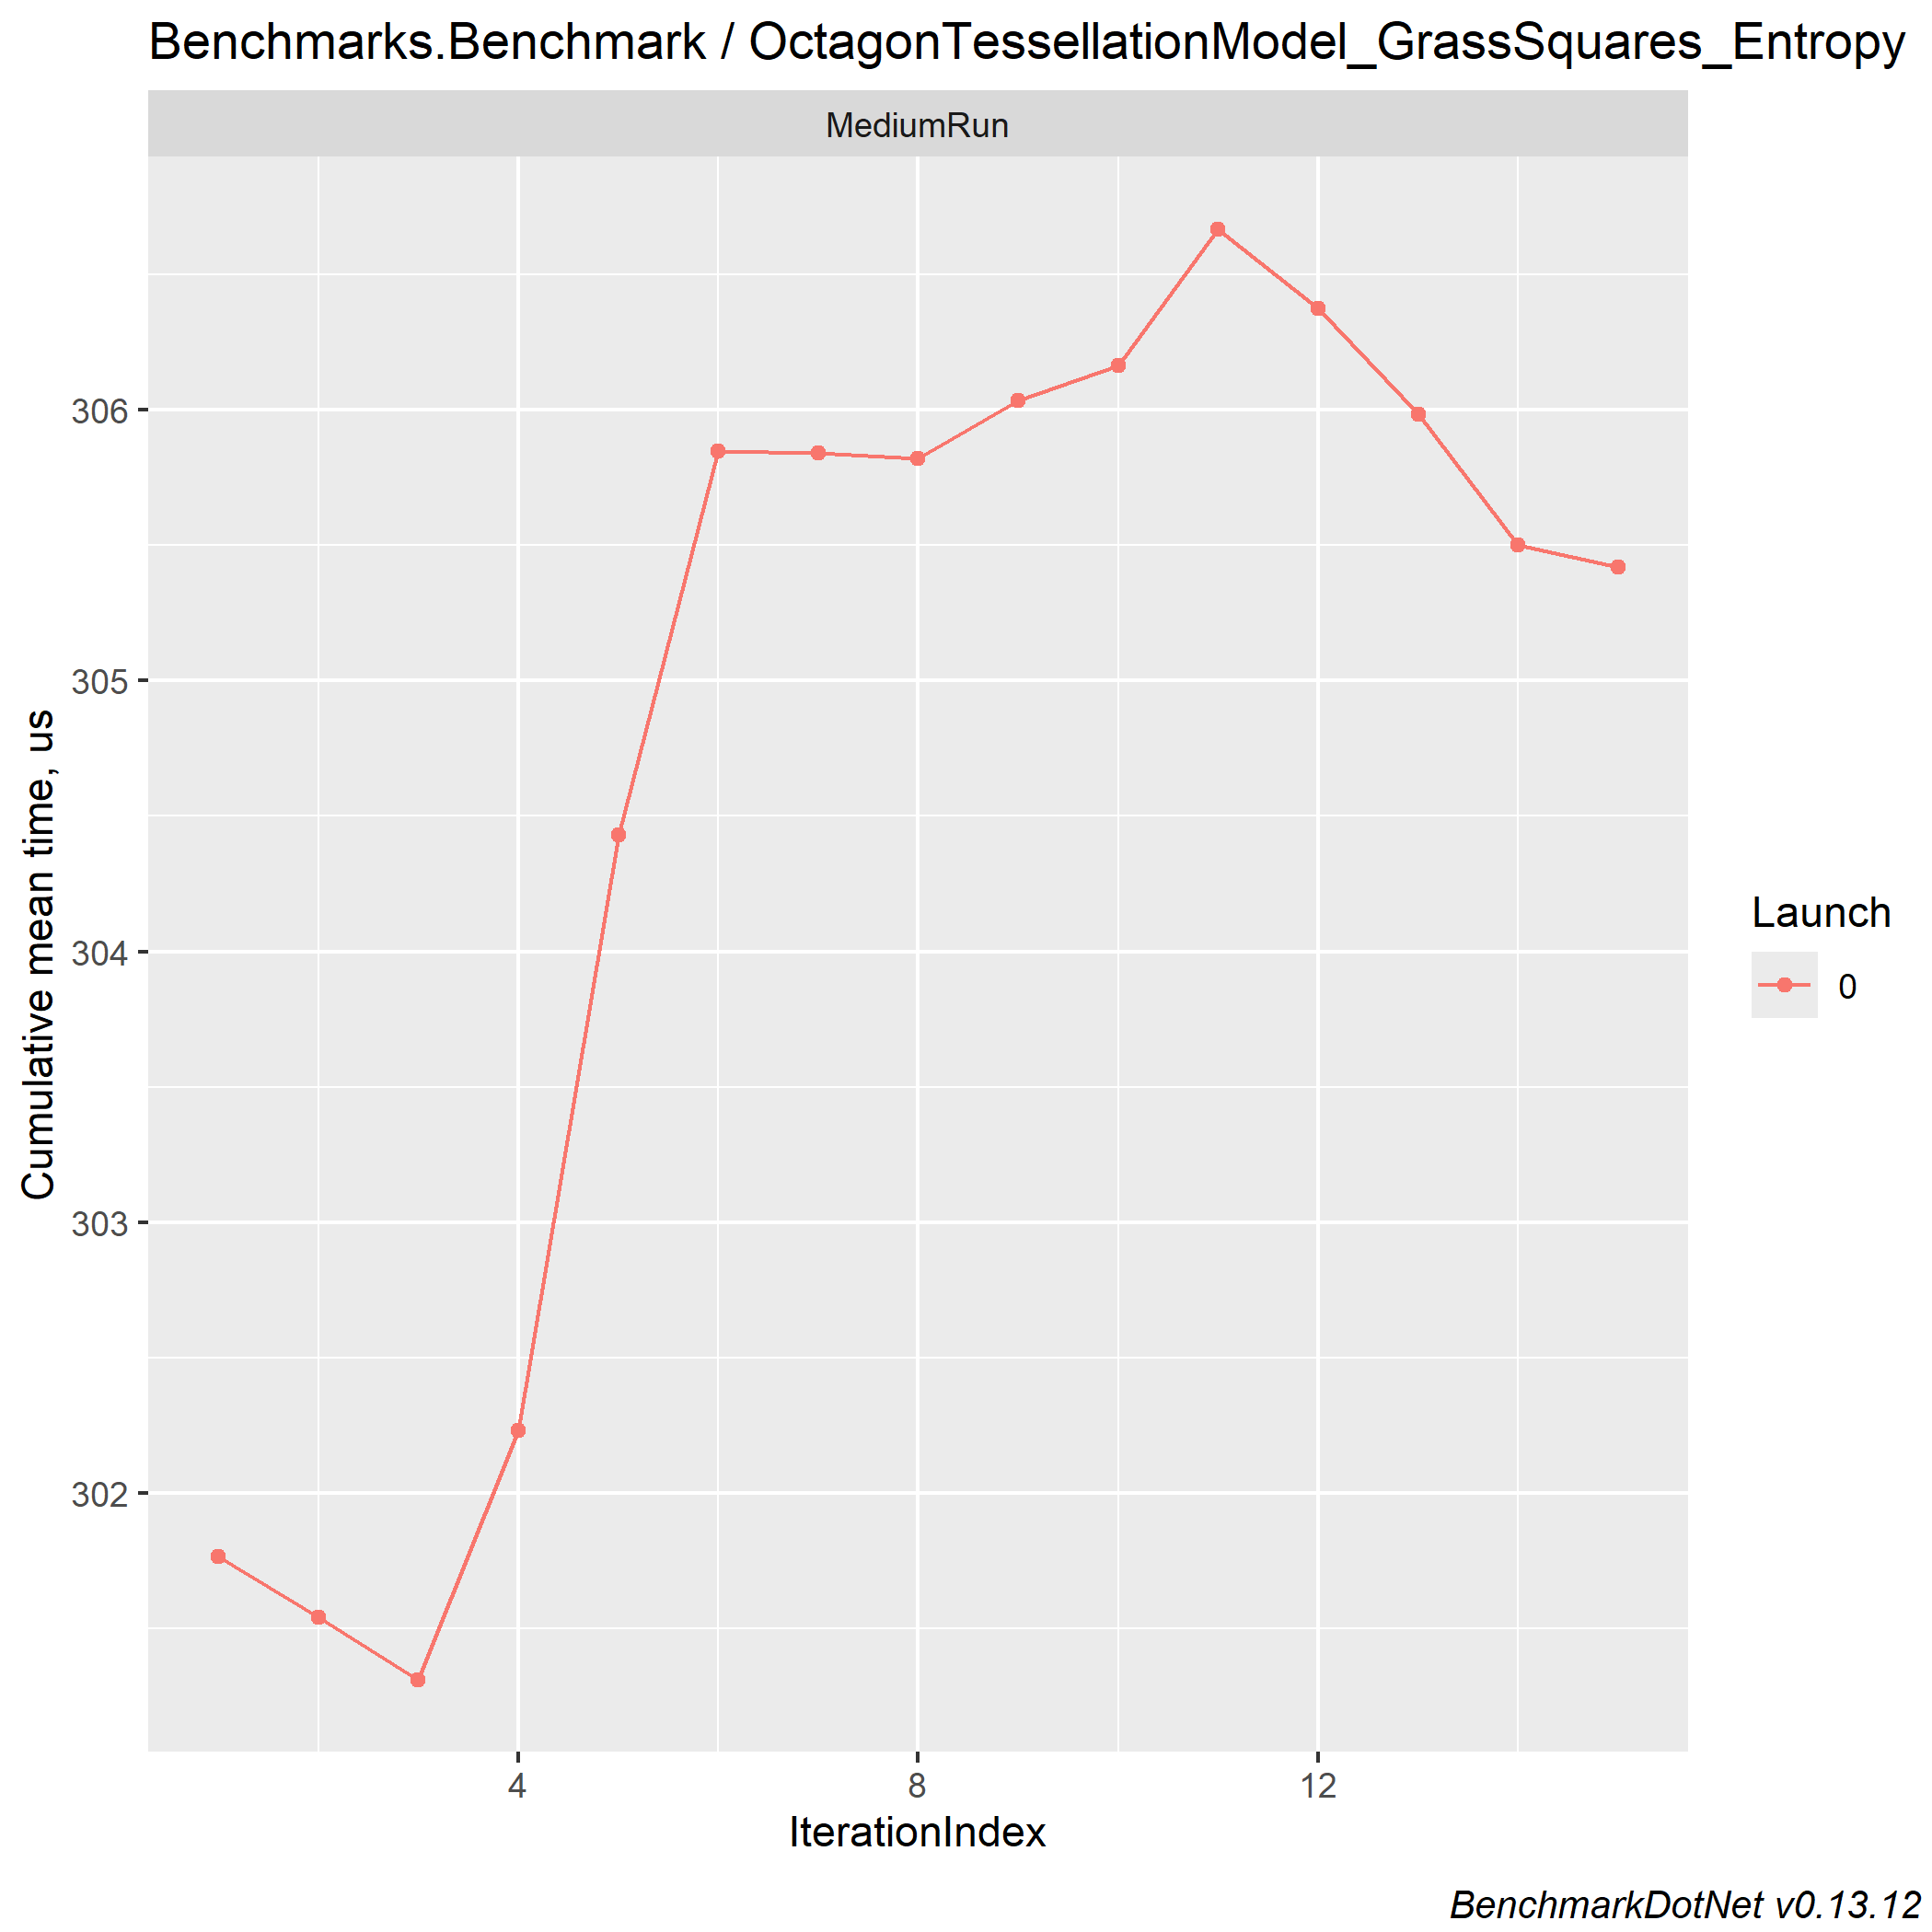 Benchmarks.Benchmark / OctagonTessellationModel_GrassSquares_Entropy
MediumRun
306
305
304
303
302
Cumulative mean time, us
4 8 12
IterationIndex
Launch
0
BenchmarkDotNet v0.13.12